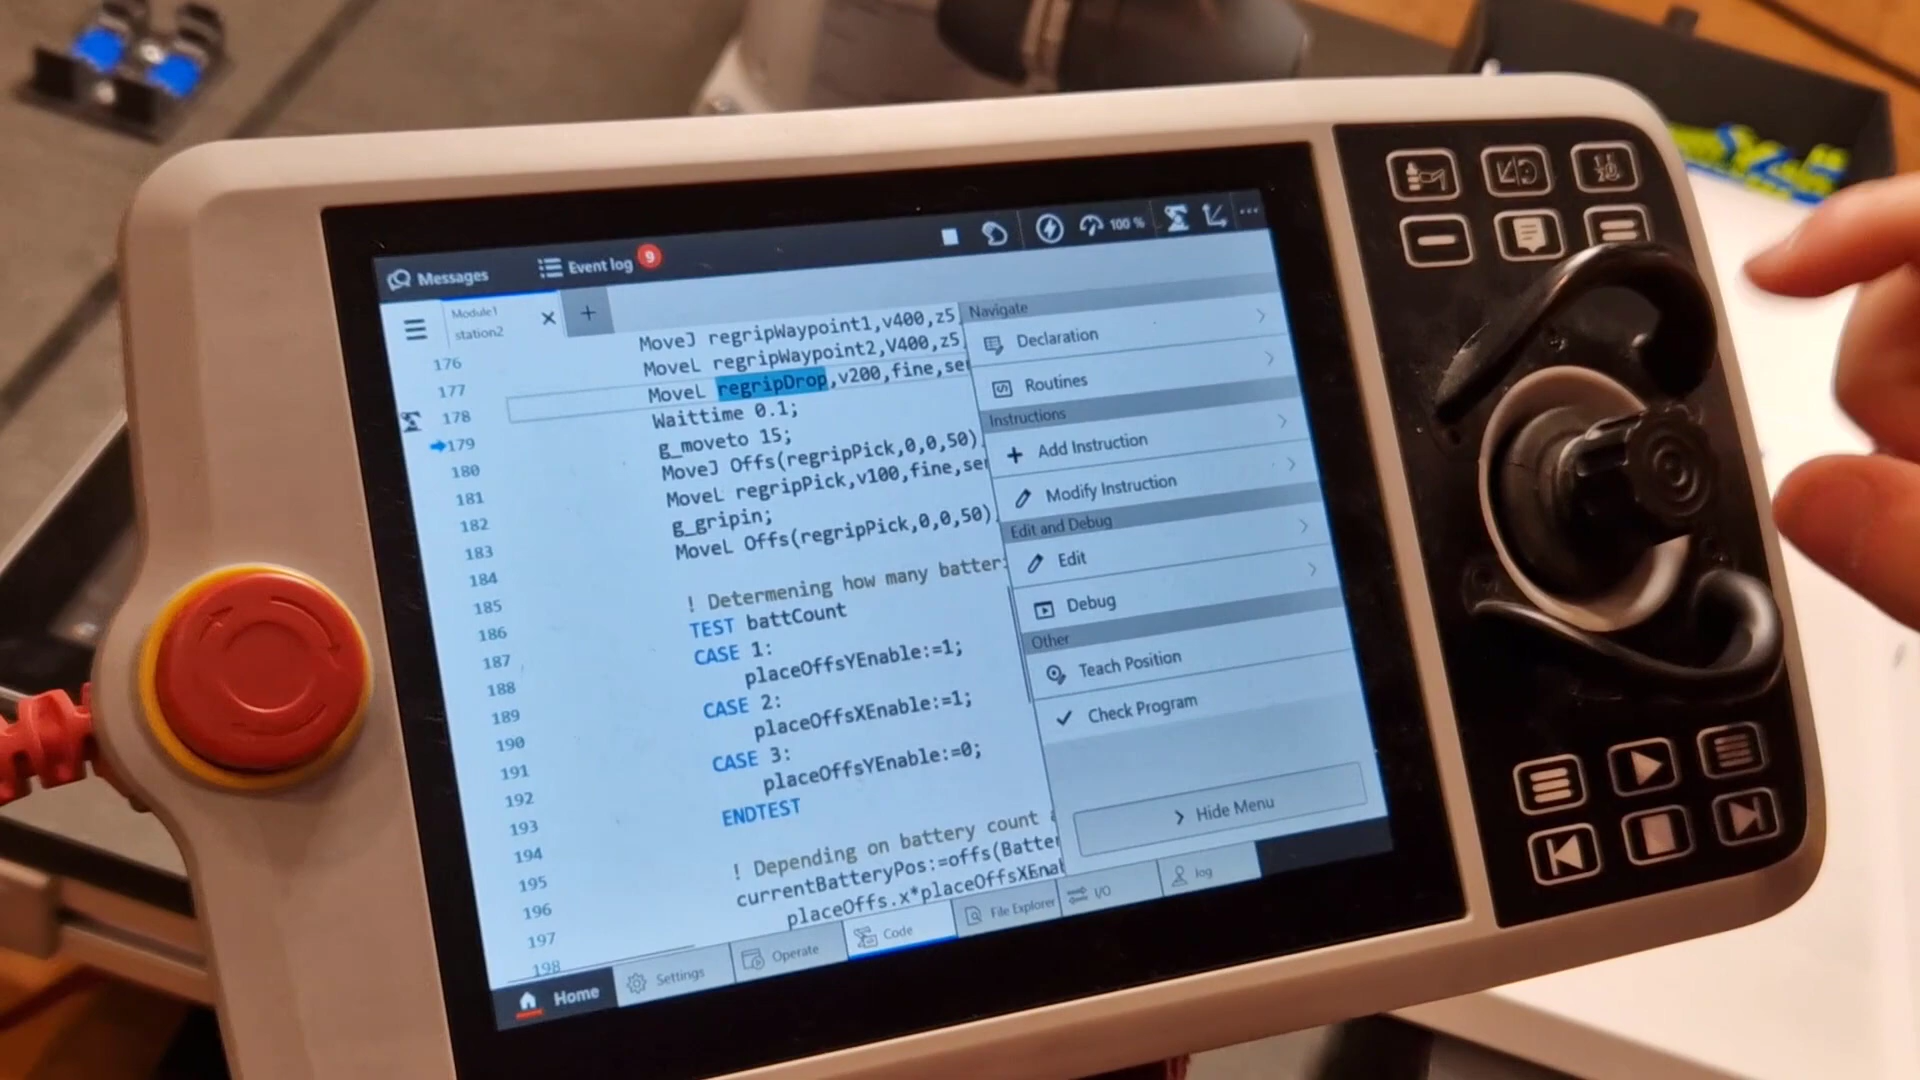 Messages
Event log 9
100 %
Module1
station2
176
177
178
179
180
181
182
183
184
185
186
187
188
189
190
191
192
193
194
195
196
197
198
MoveJ regripWaypoint1,v400,z5
MoveL regripWaypoint2,V400,z5
MoveL regripDrop,v200,fine,se
Waittime 0.1;
g_moveto 15;
MoveJ Offs(regripPick,0,0,50)
MoveL regripPick,v100,fine,se
g_gripin;
MoveL Offs(regripPick,0,0,50)
! Determening how many batter
TEST battCount
CASE 1:
placeOffsYEnable:=1;
CASE 2:
placeOffsXEnable:=1;
CASE 3:
placeOffsYEnable:=0;
ENDTEST
! Depending on battery count
currentBatteryPos:=offs(Batter
placeOffs.x*placeOffsXEnab
Navigate
Declaration
Routines
Instructions
Add Instruction
Modify Instruction
Edit and Debug
Edit
Debug
Other
Teach Position
Check Program
Hide Menu
Home
Settings
Operate
Code
File Explorer
I/O
log